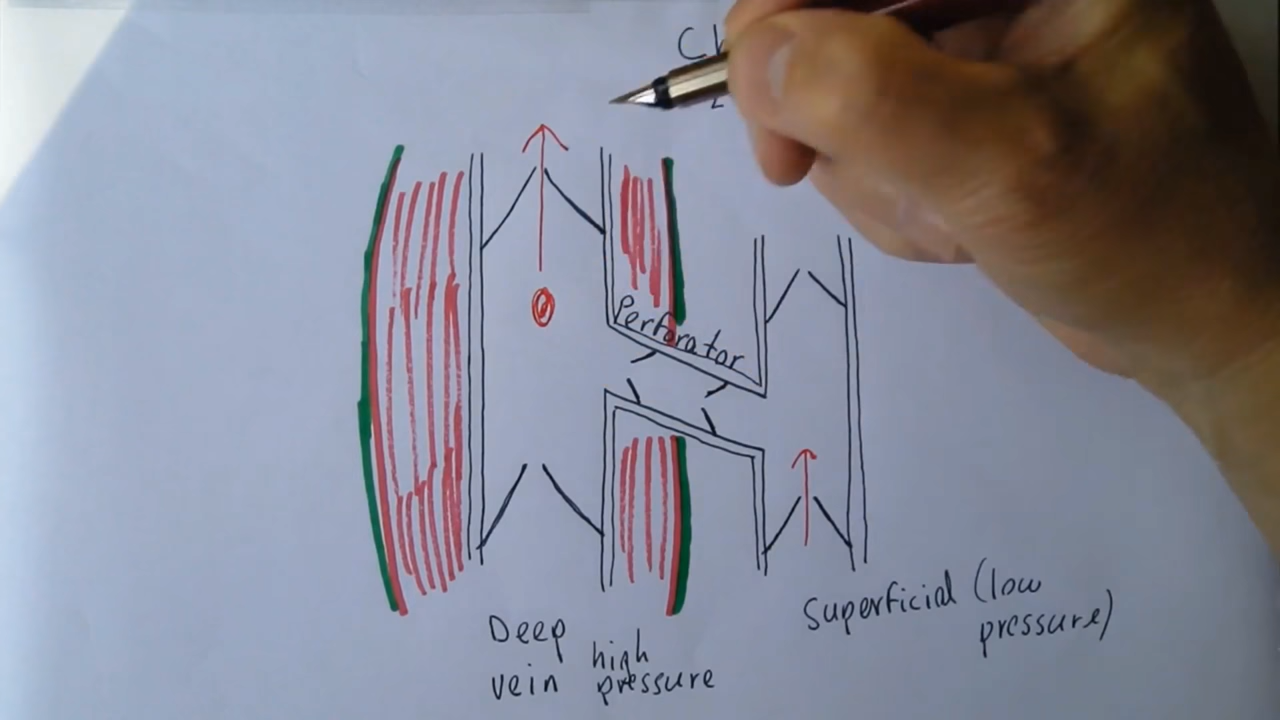 Perforator
Deep
vein high
pressure
Superficial (low
pressure)